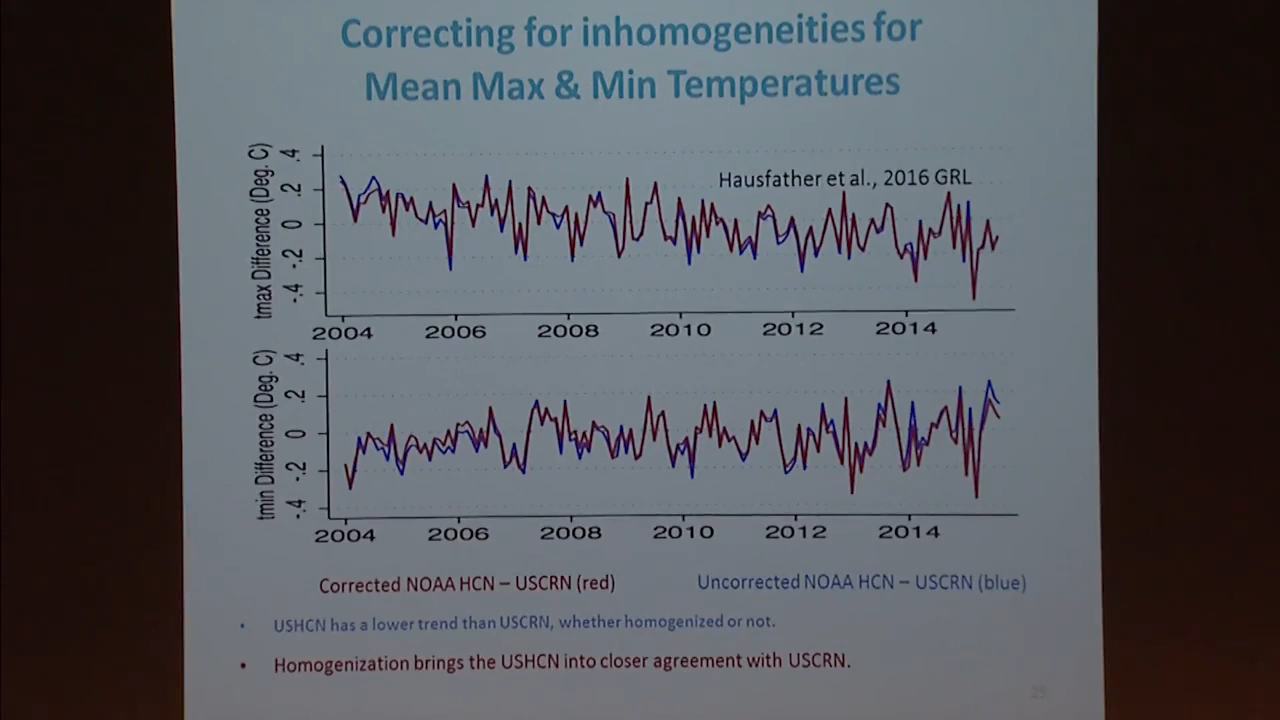 Correcting for inhomogeneities for
Mean Max & Min Temperatures
Hausfather et al., 2016 GRL
tmax Difference (Deg. C)
.4
.2
0
-.2
-.4
2004 2006 2008 2010 2012 2014
tmin Difference (Deg. C)
.4
.2
0
-.2
-.4
2004 2006 2008 2010 2012 2014
Corrected NOAA HCN – USCRN (red) Uncorrected NOAA HCN – USCRN (blue)
• USHCN has a lower trend than USCRN, whether homogenized or not.
• Homogenization brings the USHCN into closer agreement with USCRN.